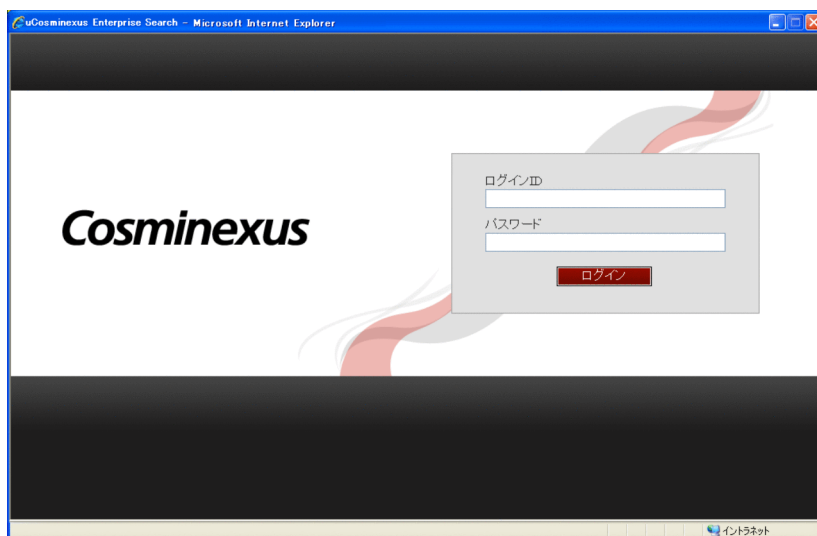 uCosminexus Enterprise Search - Microsoft Internet Explorer
ログインID
パスワード
Cosminexus
ログイン
イントラネット